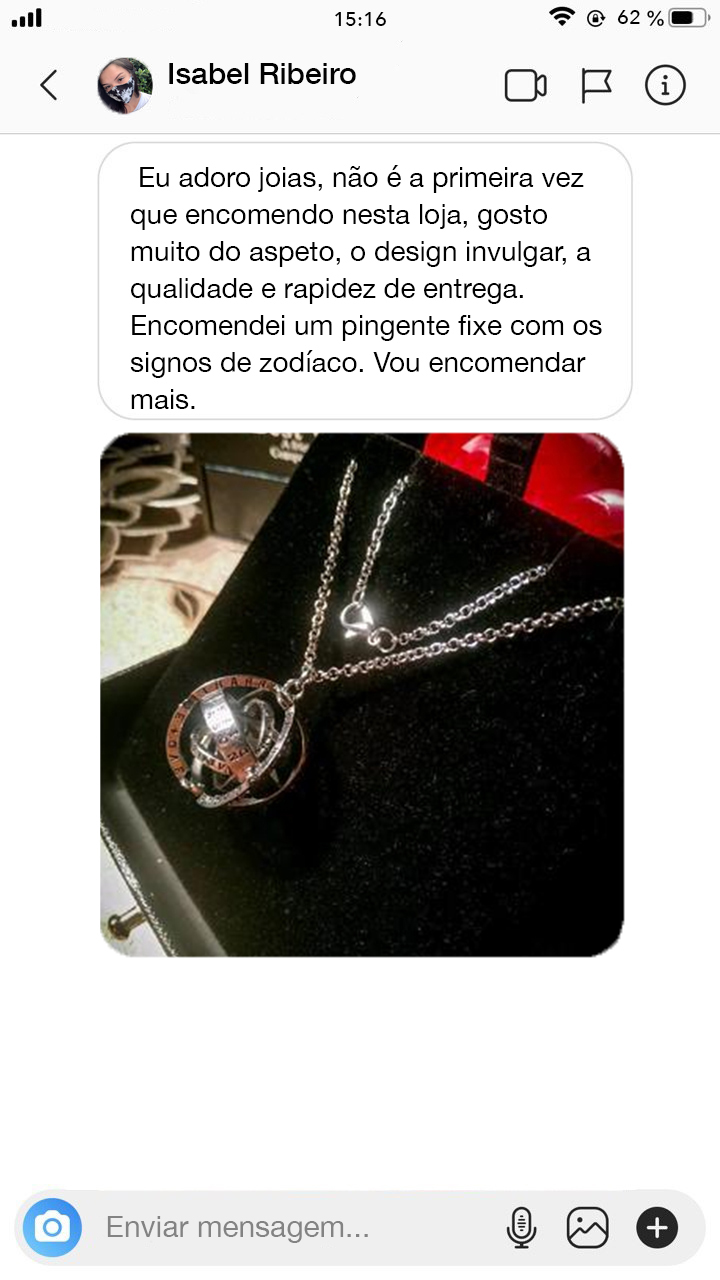 15:16
62 %
Isabel Ribeiro
Eu adoro joias, não é a primeira vez
que encomendo nesta loja, gosto
muito do aspeto, o design invulgar, a
qualidade e rapidez de entrega.
Encomendei um pingente fixe com os
signos de zodíaco. Vou encomendar
mais.
Enviar mensagem...